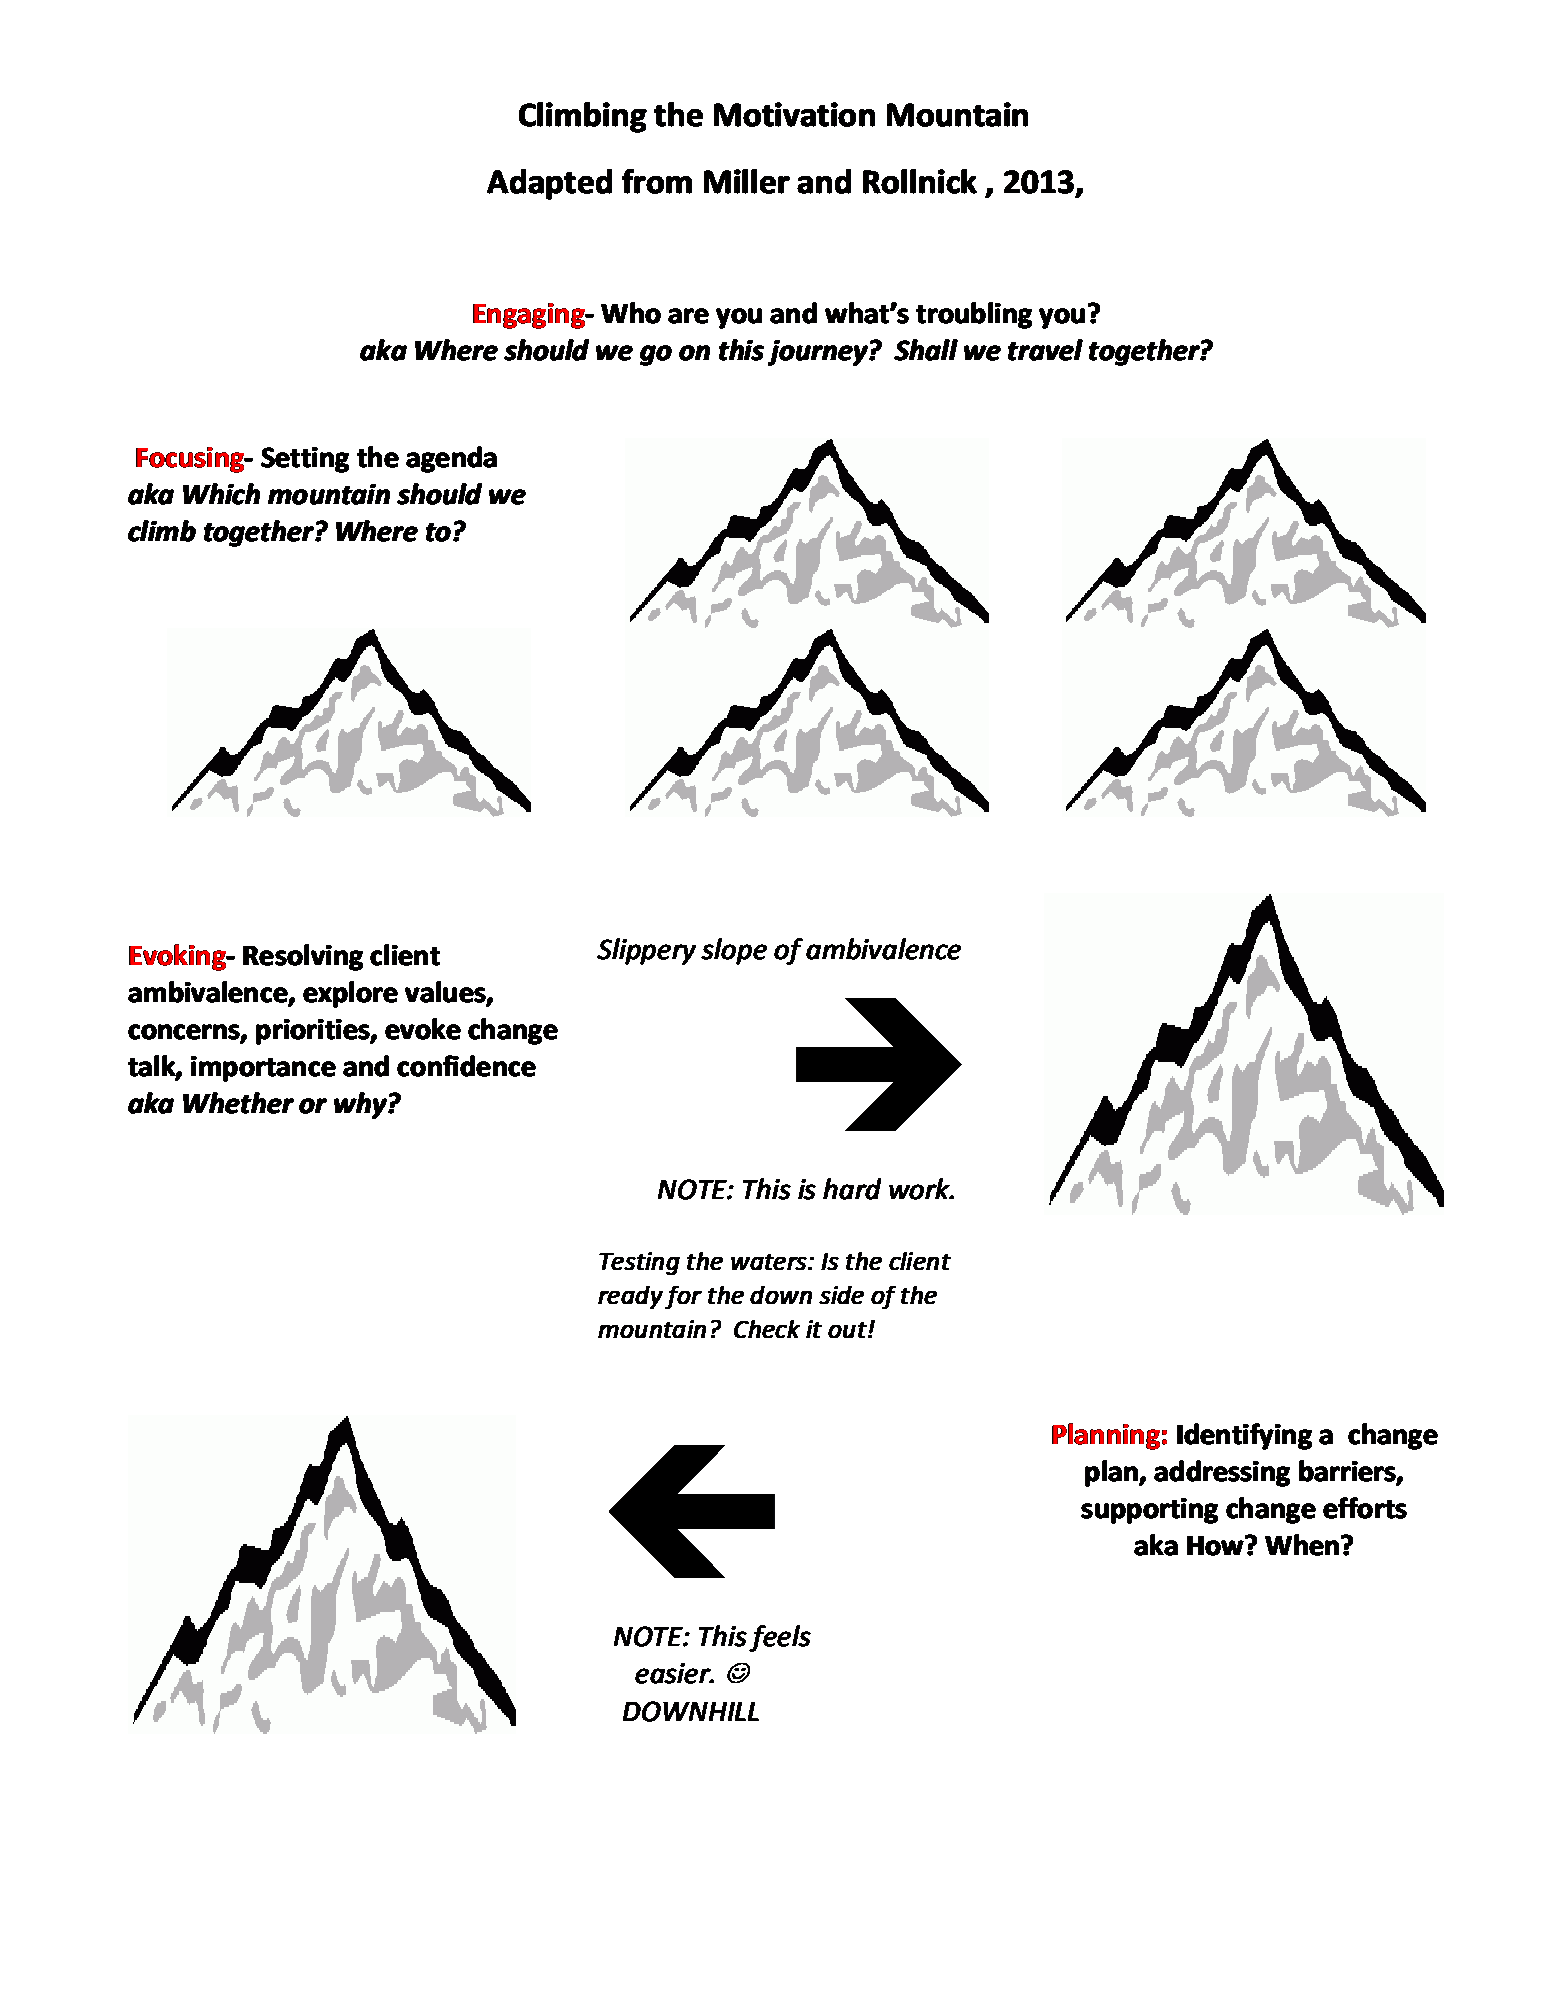 Climbing the Motivation Mountain
Adapted from Miller and Rollnick , 2013,
Engaging- Who are you and what’s troubling you?
aka Where should we go on this journey?  Shall we travel together?
Focusing- Setting the agenda
aka Which mountain should we
climb together? Where to?
Evoking- Resolving client
ambivalence, explore values,
concerns, priorities, evoke change
talk, importance and confidence
aka Whether or why?
Slippery slope of ambivalence
NOTE: This is hard work.
Testing the waters: Is the client
ready for the down side of the
mountain?  Check it out!
Planning: Identifying a  change
plan, addressing barriers,
supporting change efforts
aka How? When?
NOTE: This feels
easier. ☺
DOWNHILL